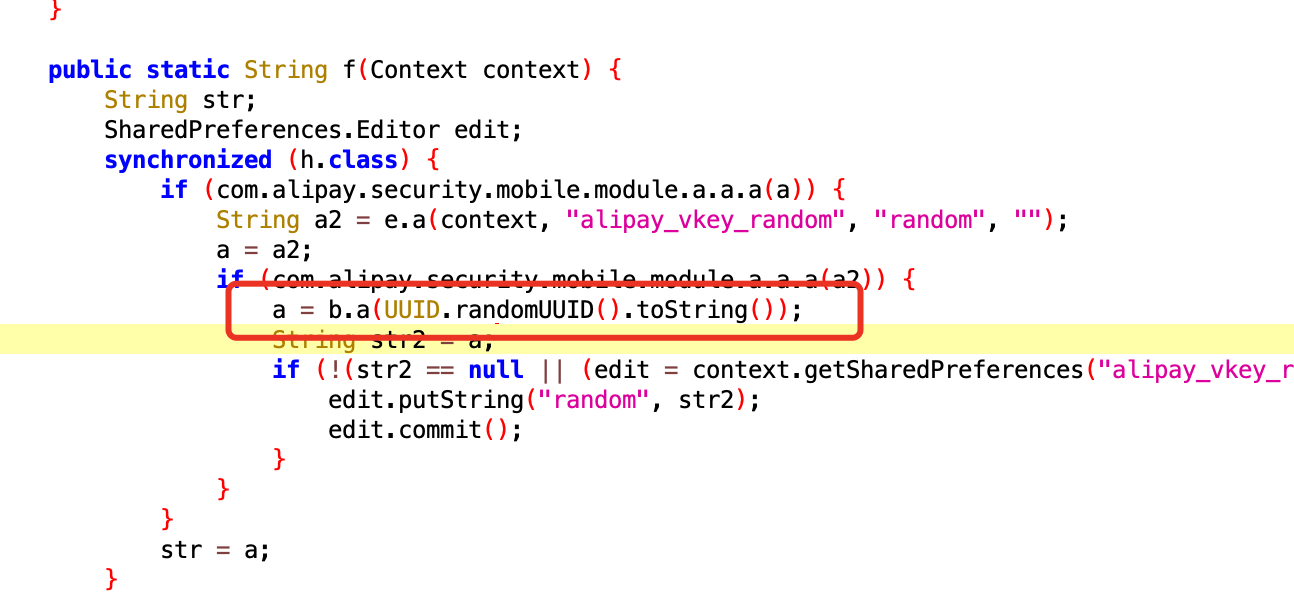 }
public static String f(Context context) {
String str;
SharedPreferences.Editor edit;
synchronized (h.class) {
if (com.alipay.security.mobile.module.a.a.a(a)) {
String a2 = e.a(context, "alipay_vkey_random", "random", "");
a = a2;
if (com.alipay.security.mobile.module.a.a.a(a2)) {
a = b.a(UUID.randomUUID().toString());
String str2 = a;
if (!(str2 == null || (edit = context.getSharedPreferences("alipay_vkey_r
edit.putString("random", str2);
edit.commit();
}
}
}
str = a;
}